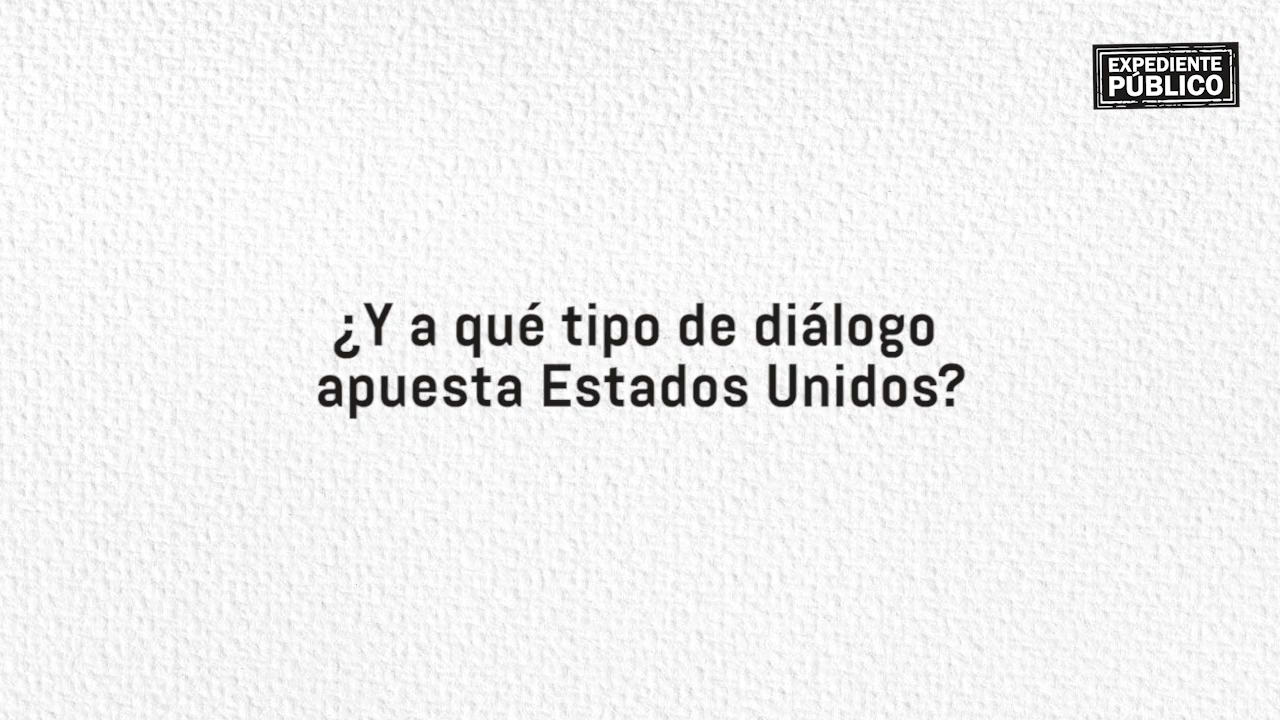 EXPEDIENTE
PÚBLICO
¿Y a qué tipo de diálogo
apuesta Estados Unidos?